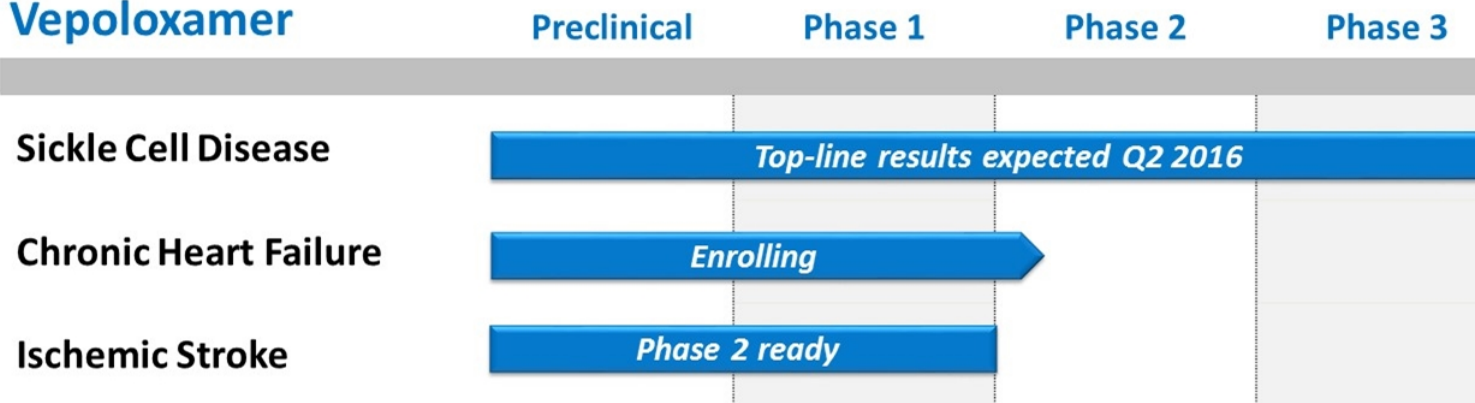 Vepoloxamer Preclinical Phase 1 Phase 2 Phase 3
Sickle Cell Disease Top-line results expected Q2 2016
Chronic Heart Failure Enrolling
Ischemic Stroke Phase 2 ready